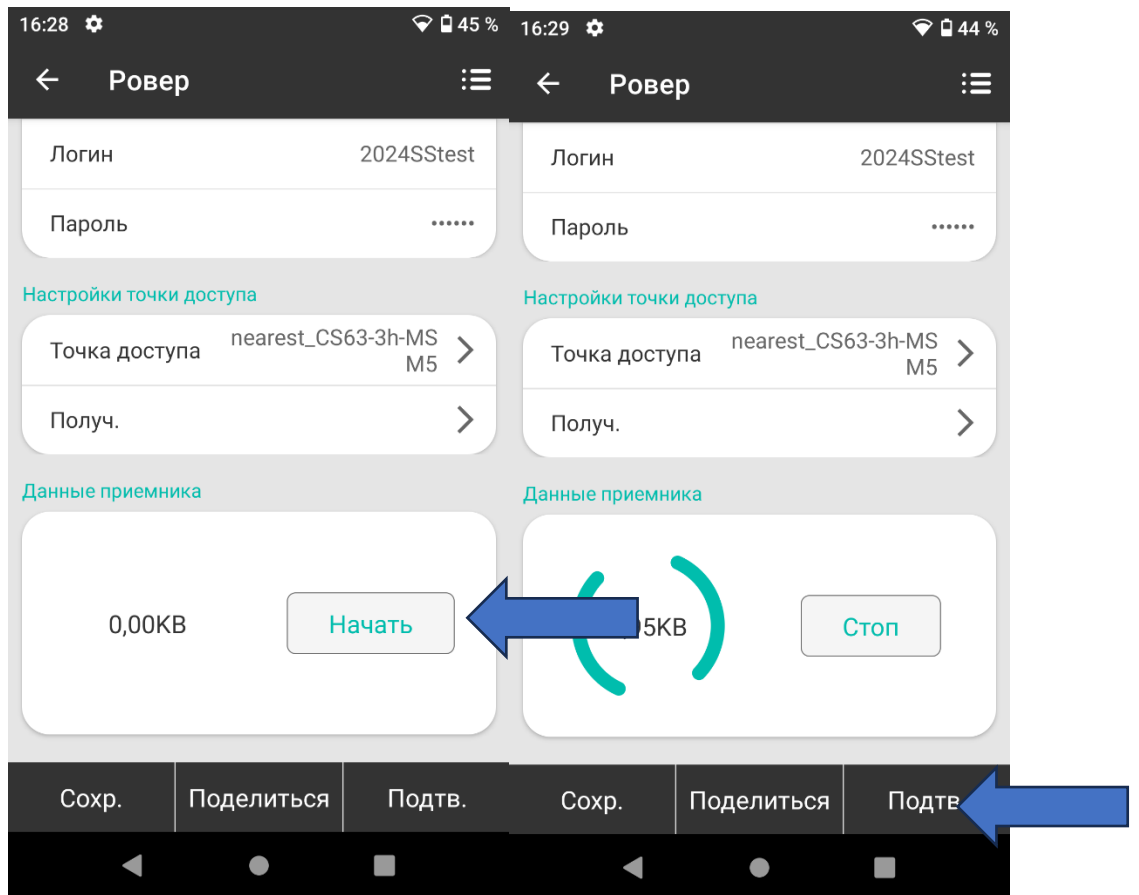 16:28 45 %
Ровер
Логин 2024SStest
Пароль ••••••
Настройки точки доступа
Точка доступа nearest_CS63-3h-MS
M5
Получ.
Данные приемника
0,00KB Начать
Сохр. Поделиться Подтв.
16:29 44 %
Ровер
Логин 2024SStest
Пароль ••••••
Настройки точки доступа
Точка доступа nearest_CS63-3h-MS
M5
Получ.
Данные приемника
5KB Стоп
Сохр. Поделиться Подтв